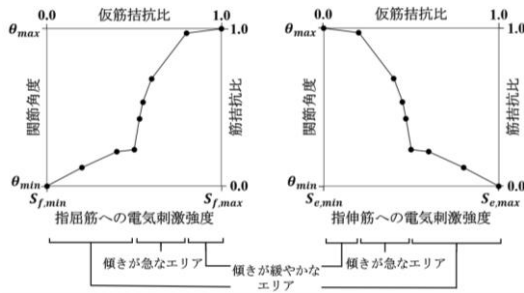 0.0 仮筋拮抗比 1.0
θmax
1.0
関節角度
筋拮抗比
θmin
0.0
Sf,min Sf,max
指屈筋への電気刺激強度
0.0 仮筋拮抗比 1.0
θmax
1.0
関節角度
筋拮抗比
θmin
0.0
Se,min Se,max
指伸筋への電気刺激強度
傾きが急なエリア
傾きが緩やかな
エリア
傾きが急なエリア